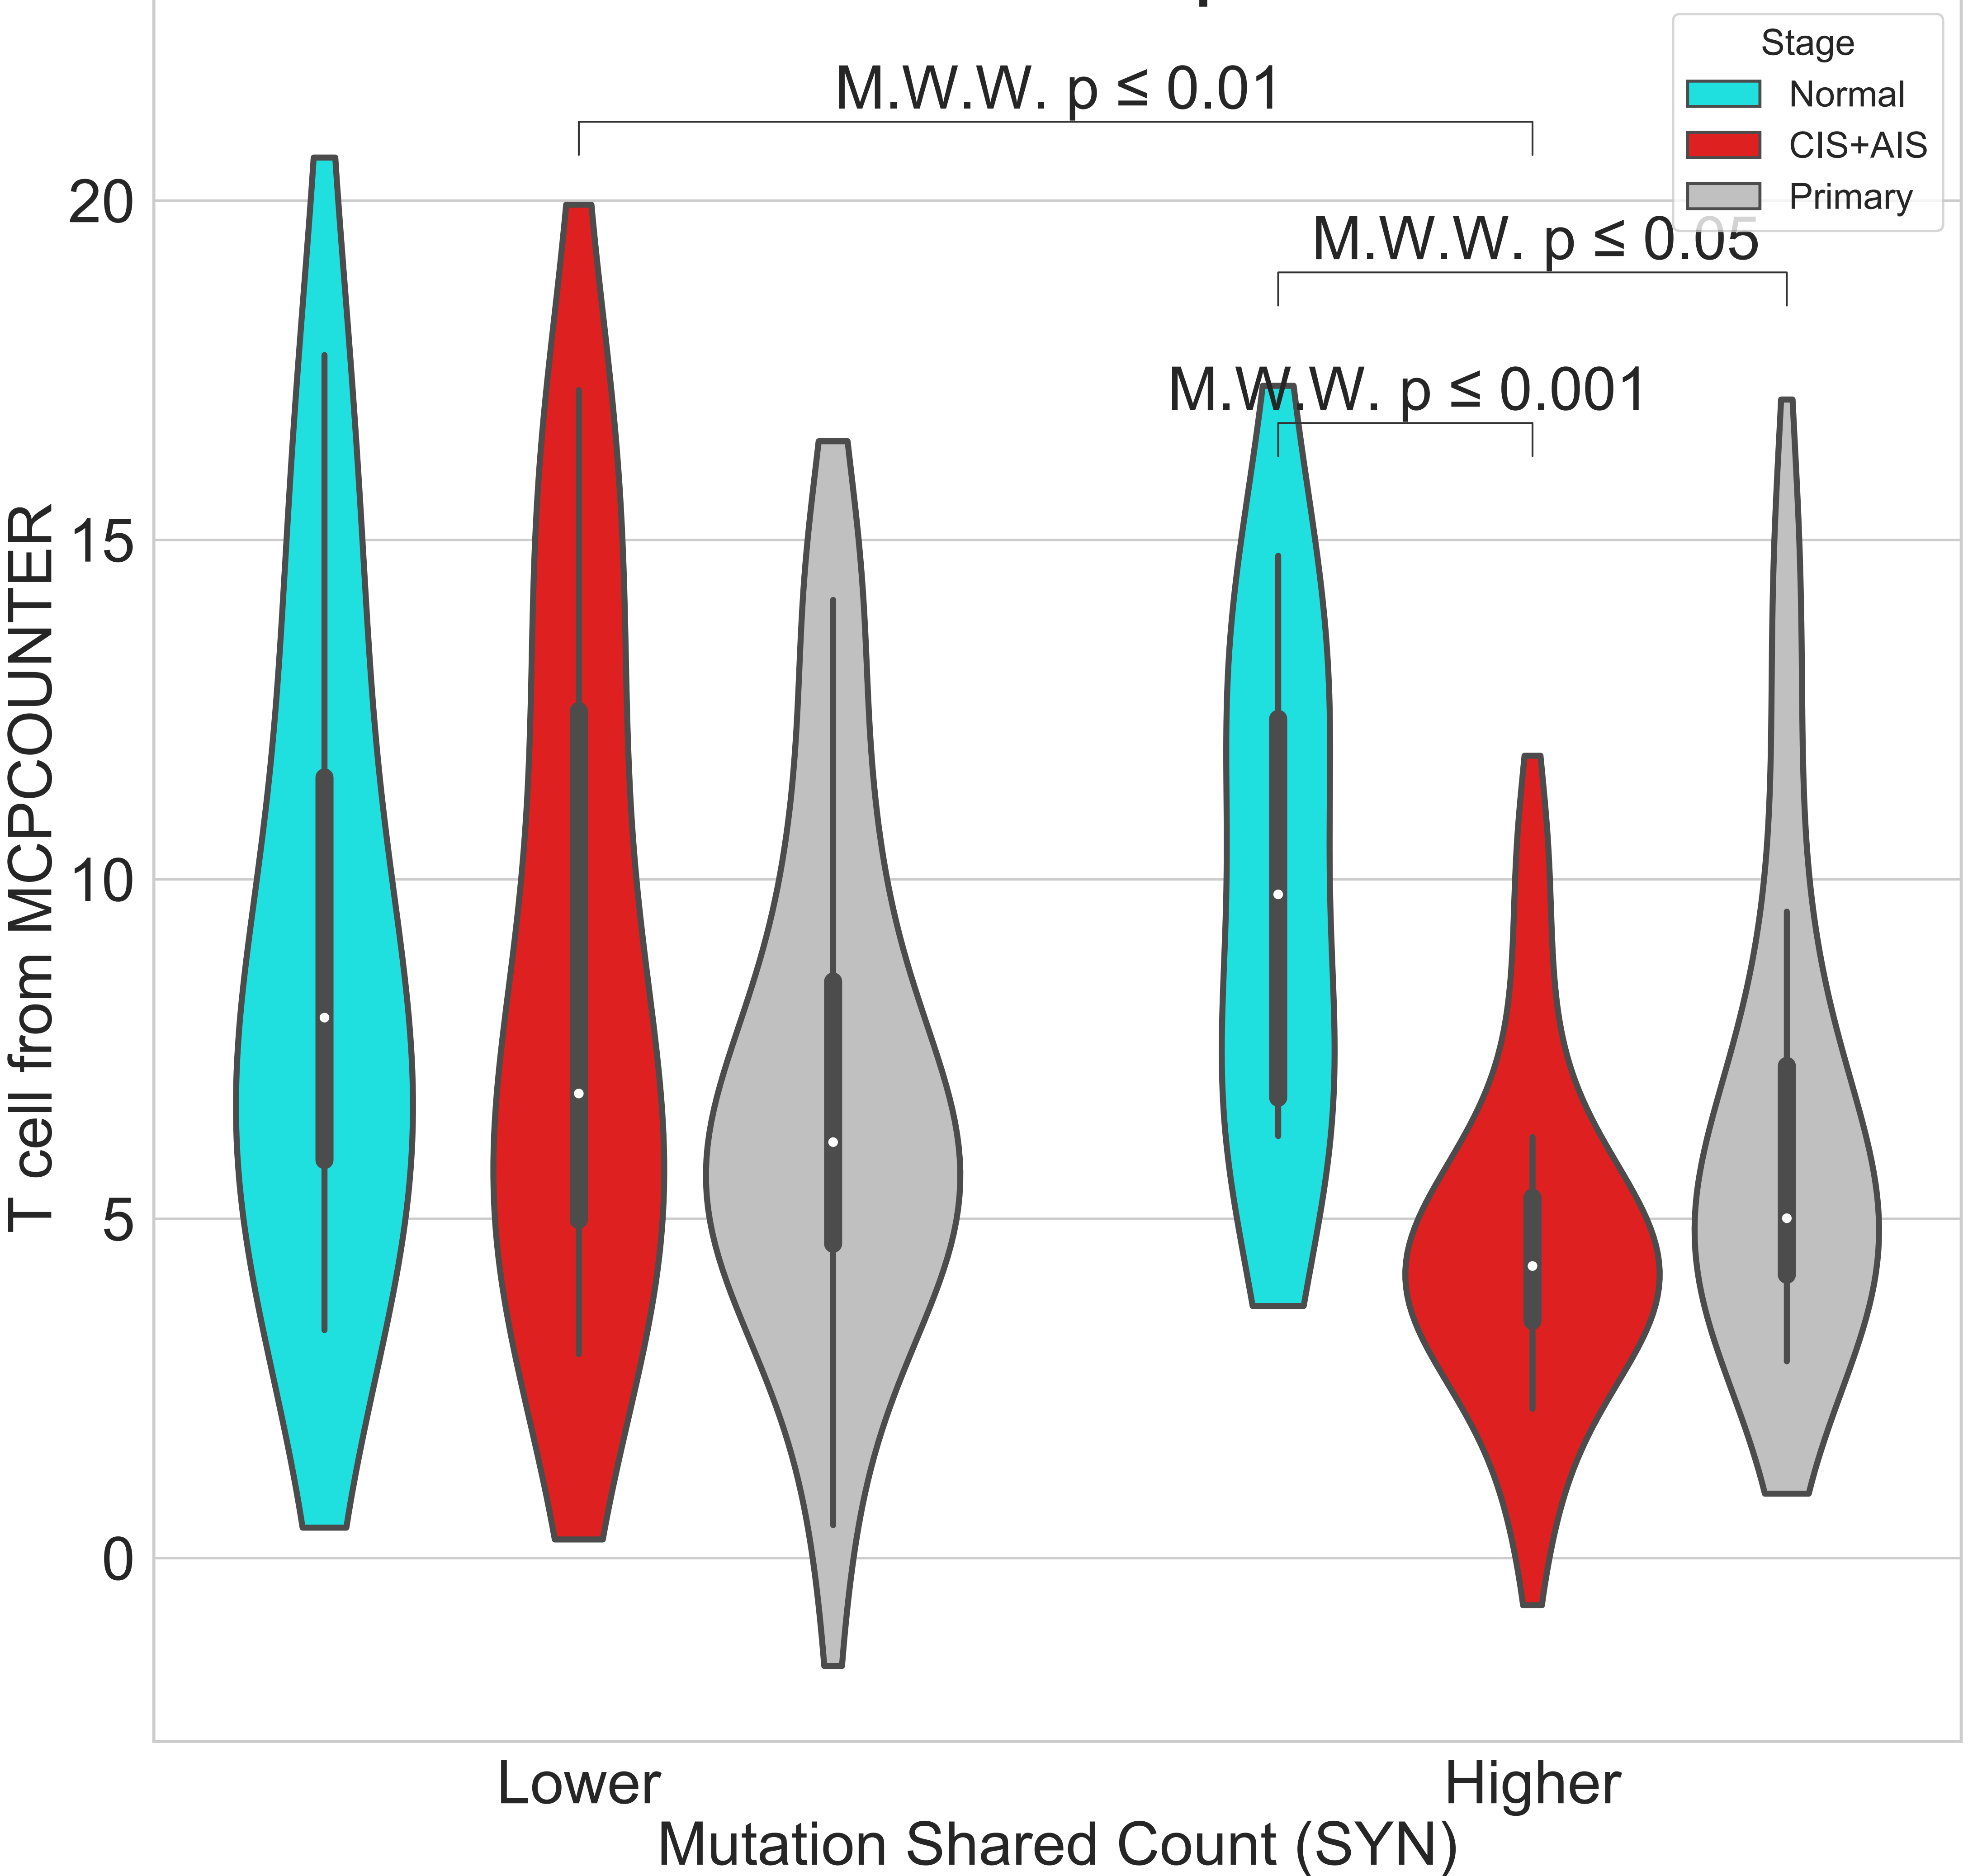 M.W.W. p ≤ 0.01
Stage
Normal
CIS+AIS
Primary
M.W.W. p ≤ 0.05
M.W.W. p ≤ 0.001
T cell from MCPCOUNTER
20
15
10
5
0
Lower
Higher
Mutation Shared Count (SYN)